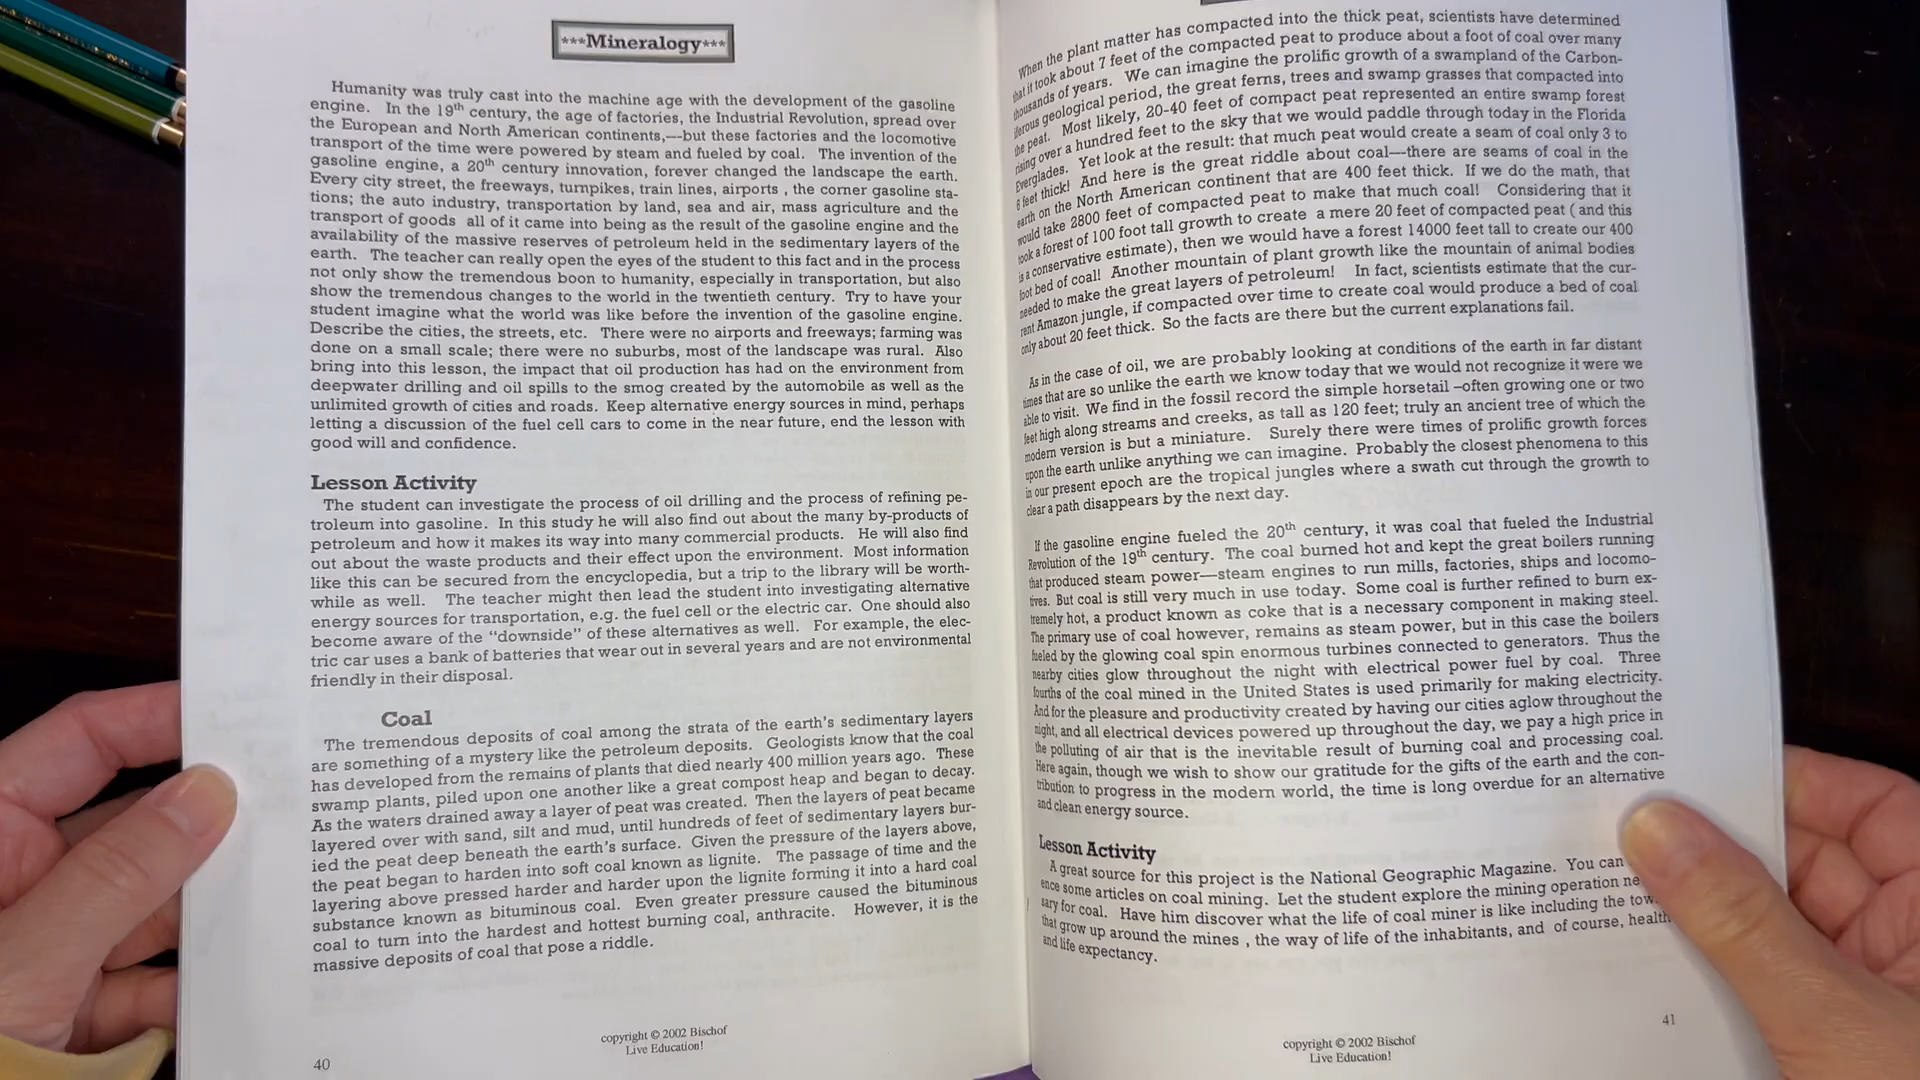 ***Mineralogy***
Humanity was truly cast into the machine age with the development of the gasoline
engine. In the 19th century, the age of factories, the Industrial Revolution, spread over
the European and North American continents,—-but these factories and the locomotive
transport of the time were powered by steam and fueled by coal. The invention of the
gasoline engine, a 20th century innovation, forever changed the landscape the earth.
Every city street, the freeways, turnpikes, train lines, airports , the corner gasoline sta-
tions; the auto industry, transportation by land, sea and air, mass agriculture and the
transport of goods all of it came into being as the result of the gasoline engine and the
availability of the massive reserves of petroleum held in the sedimentary layers of the
earth. The teacher can really open the eyes of the student to this fact and in the process
not only show the tremendous boon to humanity, especially in transportation, but also
show the tremendous changes to the world in the twentieth century. Try to have your
student imagine what the world was like before the invention of the gasoline engine.
Describe the cities, the streets, etc. There were no airports and freeways; farming was
done on a small scale; there were no suburbs, most of the landscape was rural. Also
bring into this lesson, the impact that oil production has had on the environment from
deepwater drilling and oil spills to the smog created by the automobile as well as the
unlimited growth of cities and roads. Keep alternative energy sources in mind, perhaps
letting a discussion of the fuel cell cars to come in the near future, end the lesson with
good will and confidence.
Lesson Activity
The student can investigate the process of oil drilling and the process of refining pe-
troleum into gasoline. In this study he will also find out about the many by-products of
petroleum and how it makes its way into many commercial products. He will also find
out about the waste products and their effect upon the environment. Most information
like this can be secured from the encyclopedia, but a trip to the library will be worth-
while as well. The teacher might then lead the student into investigating alternative
energy sources for transportation, e.g. the fuel cell or the electric car. One should also
become aware of the "downside" of these alternatives as well. For example, the elec-
tric car uses a bank of batteries that wear out in several years and are not environmental
friendly in their disposal.
Coal
The tremendous deposits of coal among the strata of the earth's sedimentary layers
are something of a mystery like the petroleum deposits. Geologists know that the coal
has developed from the remains of plants that died nearly 400 million years ago. These
swamp plants, piled upon one another like a great compost heap and began to decay.
As the waters drained away a layer of peat was created. Then the layers of peat became
layered over with sand, silt and mud, until hundreds of feet of sedimentary layers bur-
ied the peat deep beneath the earth's surface. Given the pressure of the layers above,
the peat began to harden into soft coal known as lignite. The passage of time and the
layering above pressed harder and harder upon the lignite forming it into a hard coal
substance known as bituminous coal. Even greater pressure caused the bituminous
coal to turn into the hardest and hottest burning coal, anthracite. However, it is the
massive deposits of coal that pose a riddle.
copyright © 2002 Bischof
Live Education!
40
When the plant matter has compacted into the thick peat, scientists have determined
that it took about 7 feet of the compacted peat to produce about a foot of coal over many
thousands of years. We can imagine the prolific growth of a swampland of the Carbon-
iferous geological period, the great ferns, trees and swamp grasses that compacted into
the peat. Most likely, 20-40 feet of compact peat represented an entire swamp forest
rising over a hundred feet to the sky that we would paddle through today in the Florida
Everglades. Yet look at the result: that much peat would create a seam of coal only 3 to
6 feet thick! And here is the great riddle about coal—-there are seams of coal in the
earth on the North American continent that are 400 feet thick. If we do the math, that
would take 2800 feet of compacted peat to make that much coal! Considering that it
took a forest of 100 foot tall growth to create a mere 20 feet of compacted peat ( and this
is a conservative estimate), then we would have a forest 14000 feet tall to create our 400
foot bed of coal! Another mountain of plant growth like the mountain of animal bodies
needed to make the great layers of petroleum! In fact, scientists estimate that the cur-
rent Amazon jungle, if compacted over time to create coal would produce a bed of coal
only about 20 feet thick. So the facts are there but the current explanations fail.
As in the case of oil, we are probably looking at conditions of the earth in far distant
times that are so unlike the earth we know today that we would not recognize it were we
able to visit. We find in the fossil record the simple horsetail –often growing one or two
feet high along streams and creeks, as tall as 120 feet; truly an ancient tree of which the
modern version is but a miniature. Surely there were times of prolific growth forces
upon the earth unlike anything we can imagine. Probably the closest phenomena to this
in our present epoch are the tropical jungles where a swath cut through the growth to
clear a path disappears by the next day.
If the gasoline engine fueled the 20th century, it was coal that fueled the Industrial
Revolution of the 19th century. The coal burned hot and kept the great boilers running
that produced steam power—steam engines to run mills, factories, ships and locomo-
tives. But coal is still very much in use today. Some coal is further refined to burn ex-
tremely hot, a product known as coke that is a necessary component in making steel.
The primary use of coal however, remains as steam power, but in this case the boilers
fueled by the glowing coal spin enormous turbines connected to generators. Thus the
nearby cities glow throughout the night with electrical power fuel by coal. Three
fourths of the coal mined in the United States is used primarily for making electricity.
And for the pleasure and productivity created by having our cities aglow throughout the
night, and all electrical devices powered up throughout the day, we pay a high price in
the polluting of air that is the inevitable result of burning coal and processing coal.
Here again, though we wish to show our gratitude for the gifts of the earth and the con-
tribution to progress in the modern world, the time is long overdue for an alternative
and clean energy source.
Lesson Activity
A great source for this project is the National Geographic Magazine. You can
ence some articles on coal mining. Let the student explore the mining operation ne
sary for coal. Have him discover what the life of coal miner is like including the tow
that grow up around the mines , the way of life of the inhabitants, and of course, health
and life expectancy.
copyright © 2002 Bischof
Live Education!
41